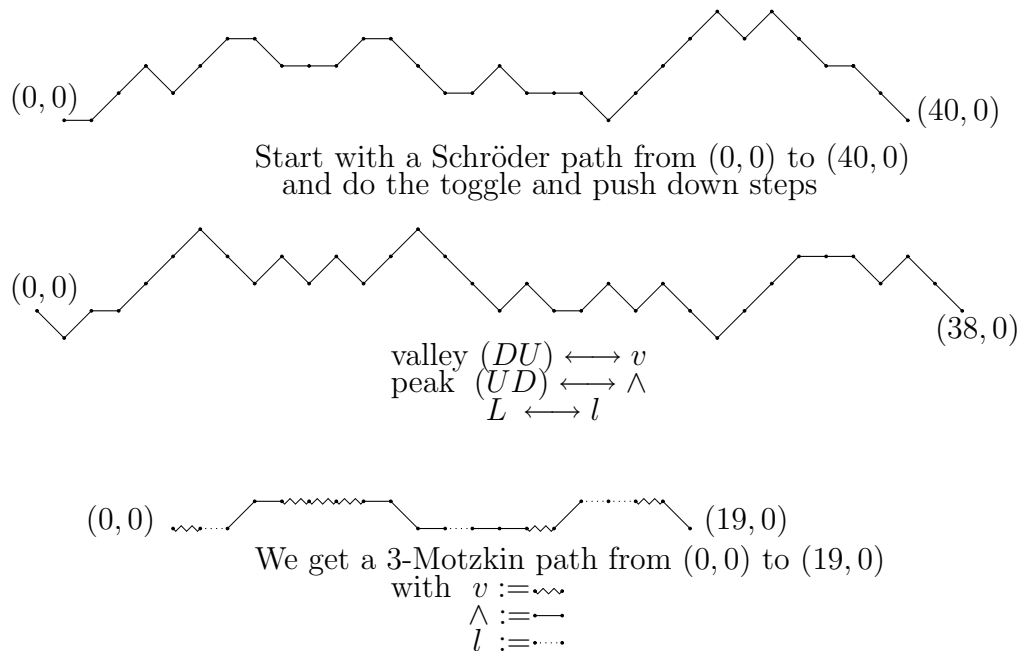 (0, 0)
(40, 0)
Start with a Schröder path from (0, 0) to (40, 0)
and do the toggle and push down steps
(0, 0)
(38, 0)
valley (DU) ⟷ v
peak (UD) ⟷ ∧
L ⟷ l
(0, 0)
(19, 0)
We get a 3-Motzkin path from (0, 0) to (19, 0)
with v :=
∧ :=
l :=